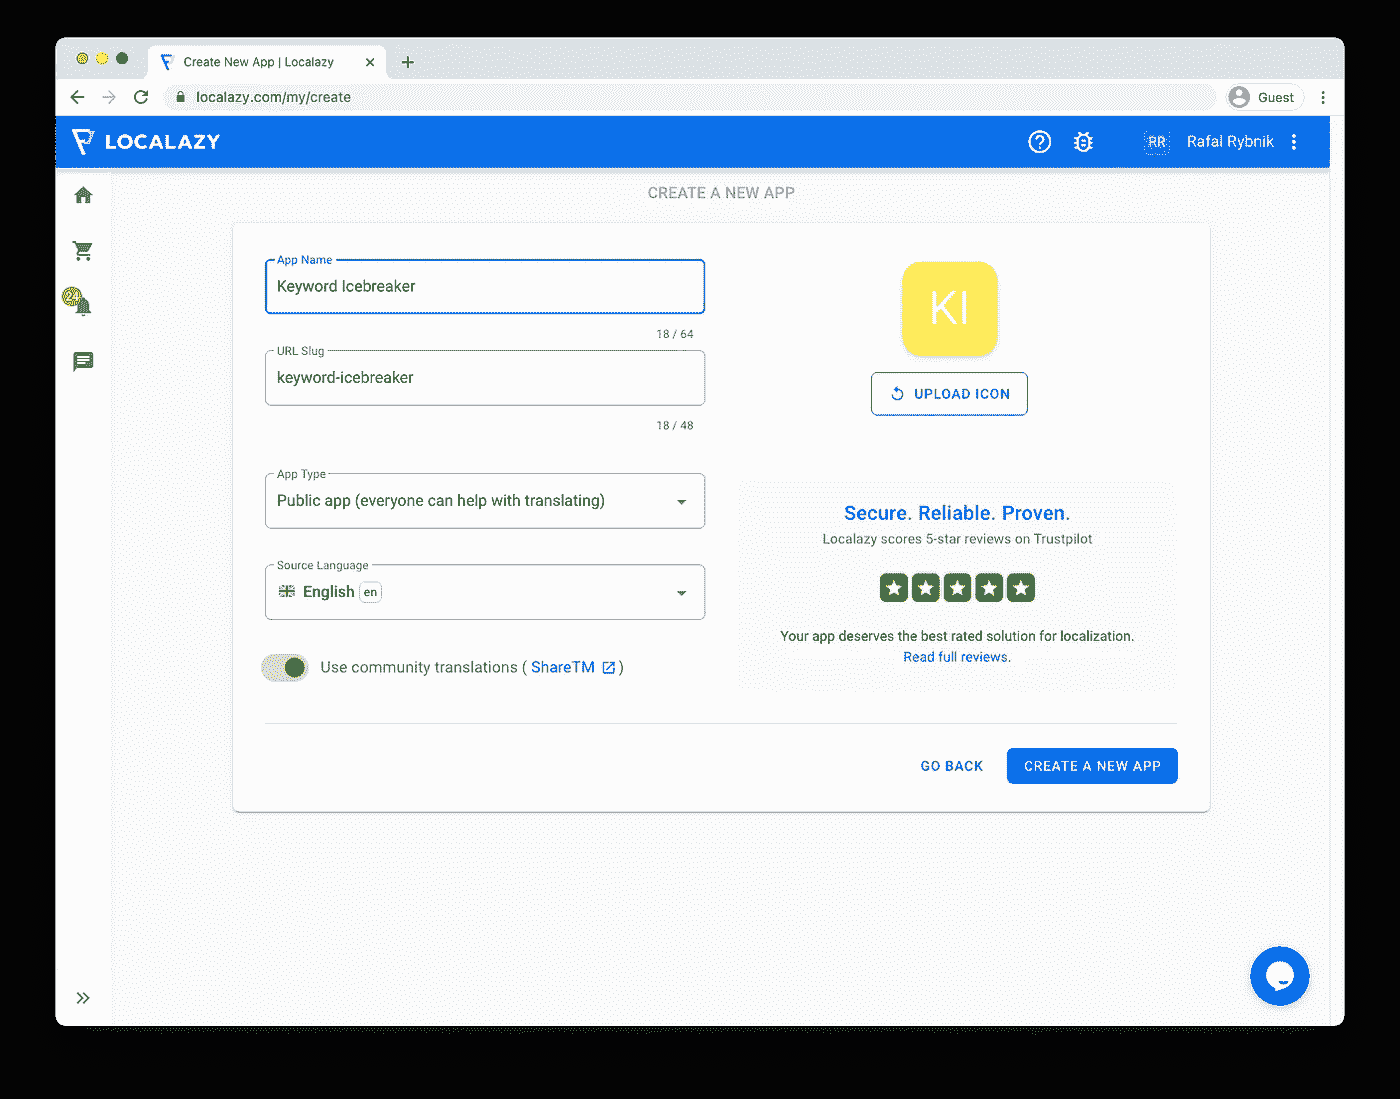 Create New App | Localazy
localazy.com/my/create
Guest
LOCALAZY
RR
Rafal Rybnik
CREATE A NEW APP
App Name
Keyword Icebreaker
18 / 64
URL Slug
keyword-icebreaker
18 / 48
App Type
Public app (everyone can help with translating)
Source Language
English en
Use community translations ( ShareTM )
KI
UPLOAD ICON
Secure. Reliable. Proven.
Localazy scores 5-star reviews on Trustpilot
Your app deserves the best rated solution for localization.
Read full reviews.
GO BACK
CREATE A NEW APP